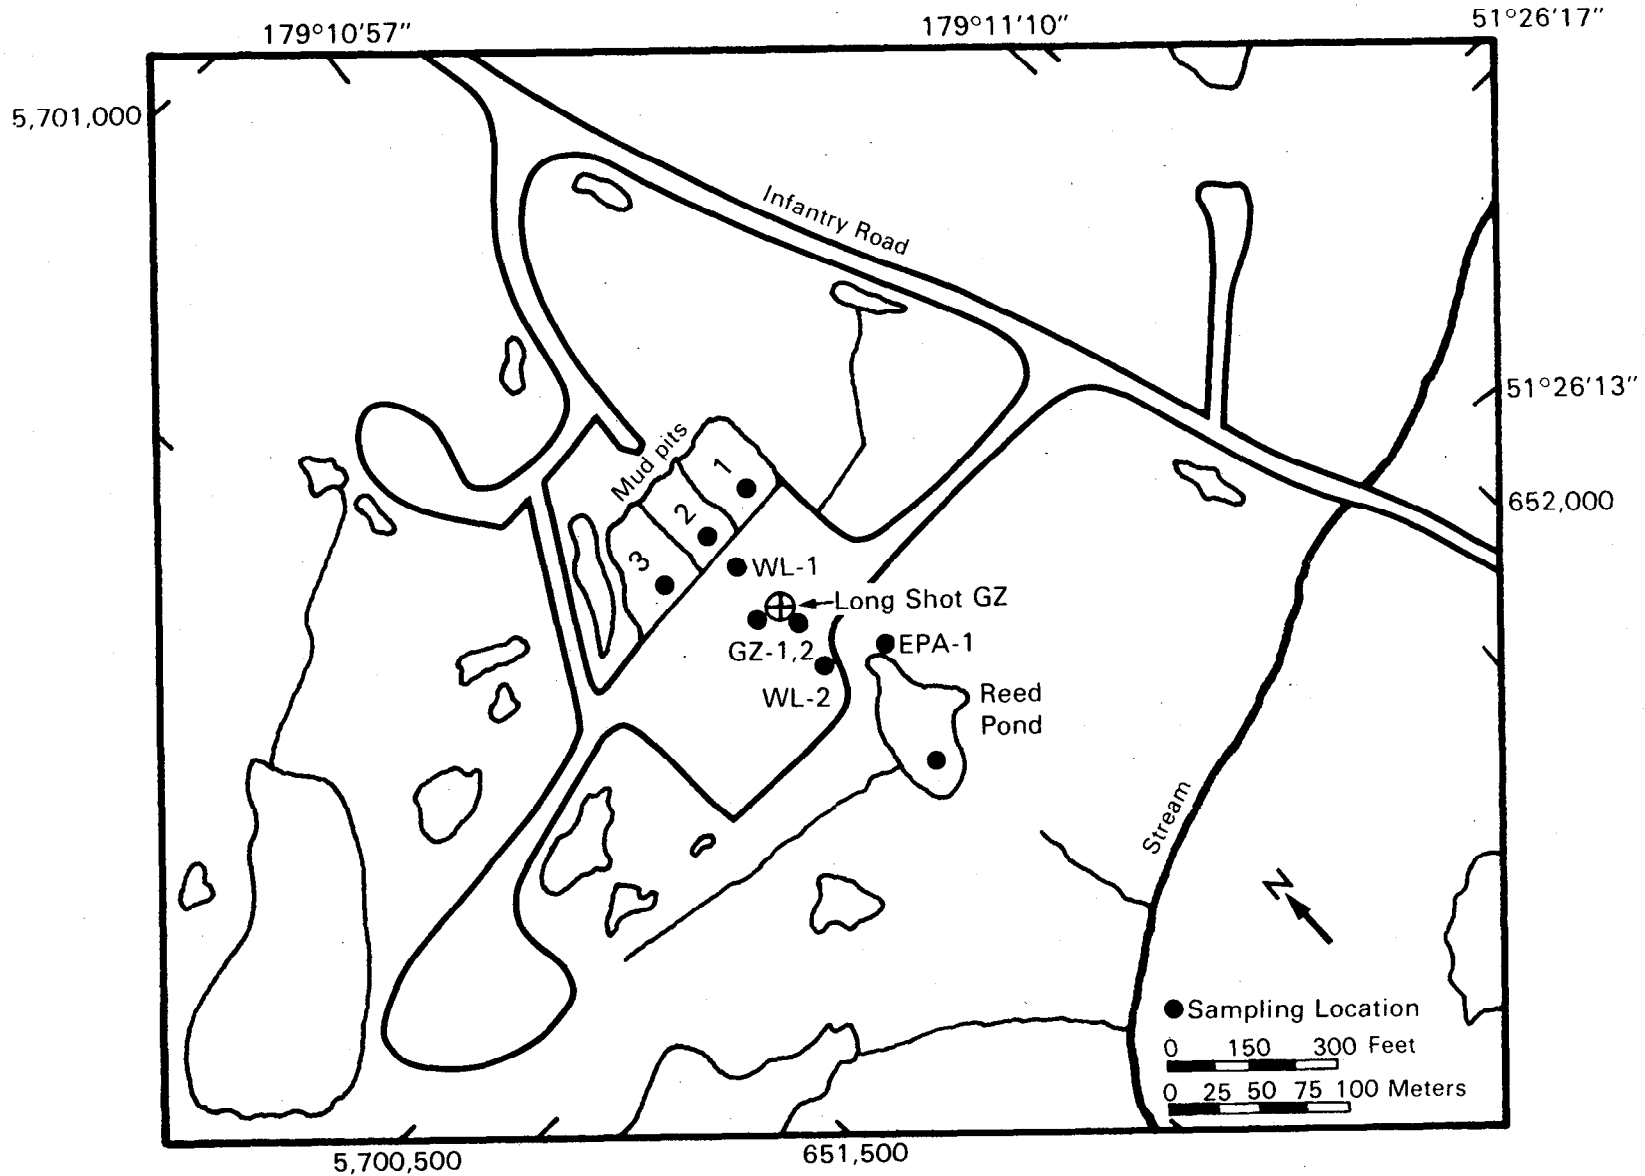 179°10'57"
179°11'10"
51°26'17"
5,701,000
Infantry Road
51°26'13"
652,000
Mud pits
1
2
3
WL-1
Long Shot GZ
GZ-1,2
EPA-1
WL-2
Reed
Pond
Stream
N
Sampling Location
0 150 300 Feet
0 25 50 75 100 Meters
5,700,500
651,500